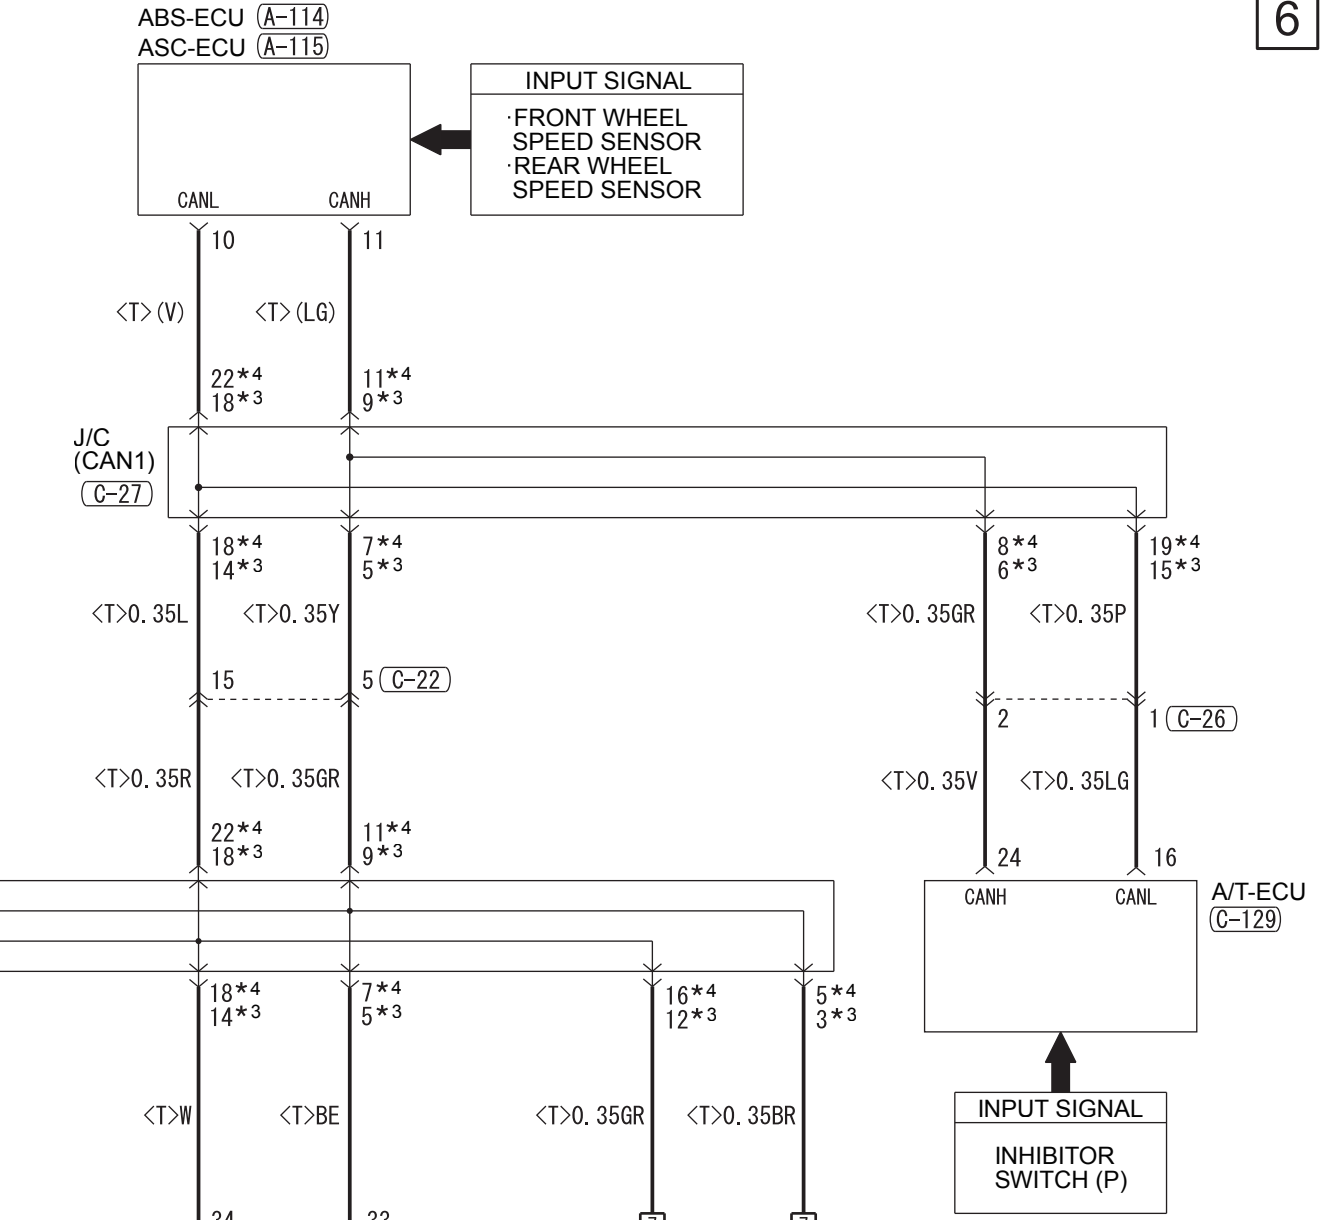 6
ABS-ECU (A-114)
ASC-ECU (A-115)
INPUT SIGNAL
·FRONT WHEEL
SPEED SENSOR
·REAR WHEEL
SPEED SENSOR
CANL CANH
10 11
<T>(V) <T>(LG)
22*4 11*4
18*3 9*3
J/C
(CAN1)
C-27
18*4 7*4 8*4 19*4
14*3 5*3 6*3 15*3
<T>0.35L <T>0.35Y <T>0.35GR <T>0.35P
15 5 C-22
2 1 C-26
<T>0.35R <T>0.35GR <T>0.35V <T>0.35LG
22*4 11*4
18*3 9*3 24 16
CANH CANL A/T-ECU
C-129
18*4 7*4 16*4 5*4
14*3 5*3 12*3 3*3
<T>W <T>BE <T>0.35GR <T>0.35BR
INPUT SIGNAL
INHIBITOR
SWITCH (P)